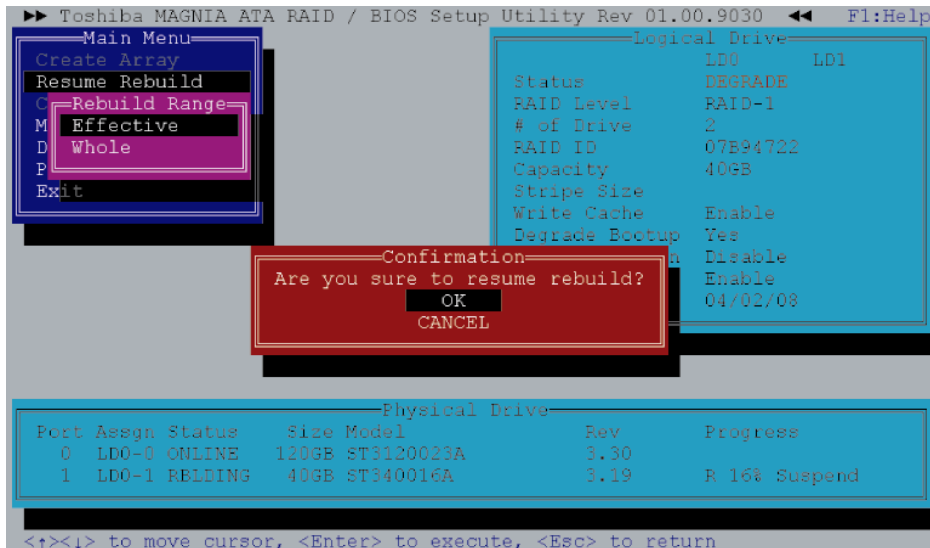 ►► Toshiba MAGNIA ATA RAID / BIOS Setup Utility Rev 01.00.9030 ◄◄ F1:Help
Main Menu
Create Array
Resume Rebuild
C
M
D
P
Exit
Rebuild Range
Effective
Whole
Logical Drive
LD0 LD1
Status DEGRADE
RAID Level RAID-1
# of Drive 2
RAID ID 07B94722
Capacity 40GB
Stripe Size
Write Cache Enable
Degrade Bootup Yes
n Disable
Enable
04/02/08
Confirmation
Are you sure to resume rebuild?
OK
CANCEL
Physical Drive
Port Assgn Status Size Model Rev Progress
0 LD0-0 ONLINE 120GB ST3120023A 3.30
1 LD0-1 RBLDING 40GB ST340016A 3.19 R 16% Suspend
<↑><↓> to move cursor, <Enter> to execute, <Esc> to return